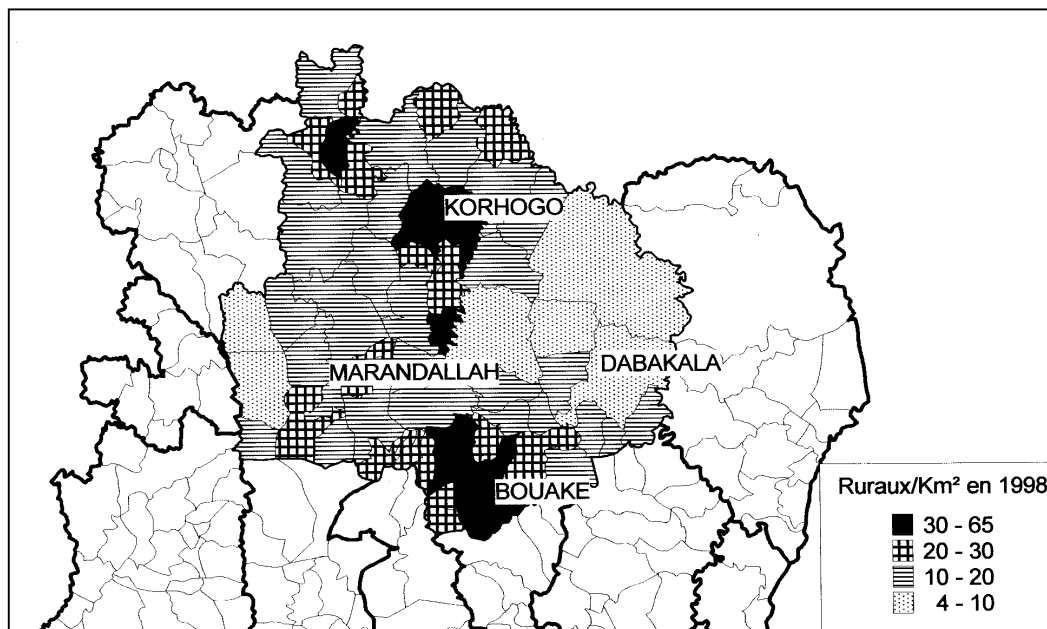 KORHOGO
MARANDALLAH
DABAKALA
BOUAKE
Ruraux/Km² en 1998
30 - 65
20 - 30
10 - 20
4 - 10